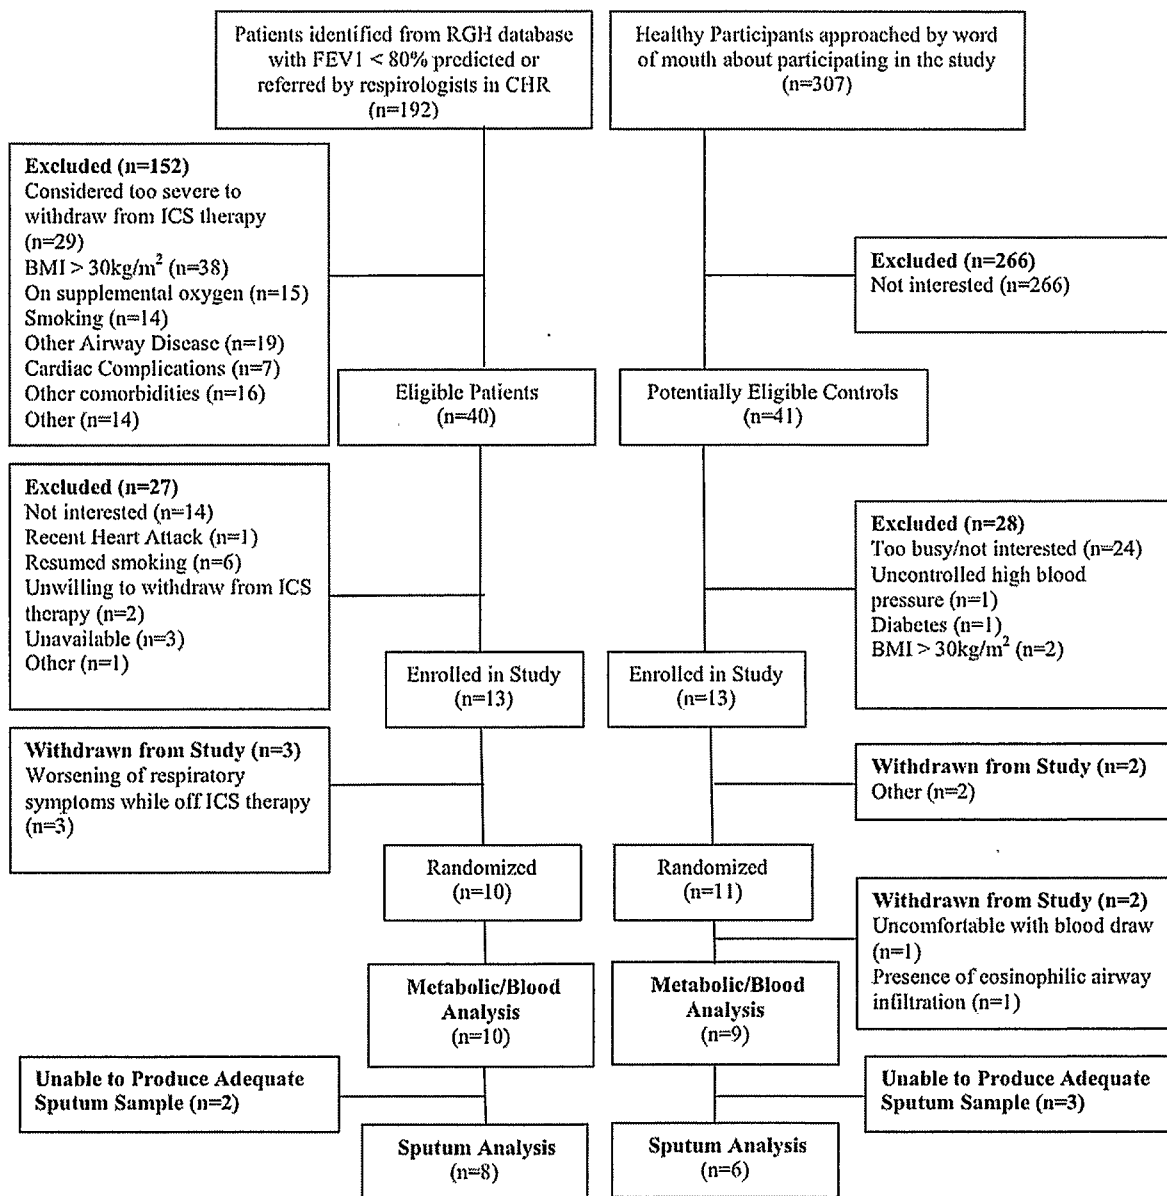 Patients identified from RGH database
with FEV1 < 80% predicted or
referred by respirologists in CHR
(n=192)
Healthy Participants approached by word
of mouth about participating in the study
(n=307)
Excluded (n=152)
Considered too severe to
withdraw from ICS therapy
(n=29)
BMI > 30kg/m² (n=38)
On supplemental oxygen (n=15)
Smoking (n=14)
Other Airway Disease (n=19)
Cardiac Complications (n=7)
Other comorbidities (n=16)
Other (n=14)
Excluded (n=266)
Not interested (n=266)
Eligible Patients
(n=40)
Potentially Eligible Controls
(n=41)
Excluded (n=27)
Not interested (n=14)
Recent Heart Attack (n=1)
Resumed smoking (n=6)
Unwilling to withdraw from ICS
therapy (n=2)
Unavailable (n=3)
Other (n=1)
Excluded (n=28)
Too busy/not interested (n=24)
Uncontrolled high blood
pressure (n=1)
Diabetes (n=1)
BMI > 30kg/m² (n=2)
Enrolled in Study
(n=13)
Enrolled in Study
(n=13)
Withdrawn from Study (n=3)
Worsening of respiratory
symptoms while off ICS therapy
(n=3)
Withdrawn from Study (n=2)
Other (n=2)
Randomized
(n=10)
Randomized
(n=11)
Withdrawn from Study (n=2)
Uncomfortable with blood draw
(n=1)
Presence of eosinophilic airway
infiltration (n=1)
Metabolic/Blood
Analysis
(n=10)
Metabolic/Blood
Analysis
(n=9)
Unable to Produce Adequate
Sputum Sample (n=2)
Unable to Produce Adequate
Sputum Sample (n=3)
Sputum Analysis
(n=8)
Sputum Analysis
(n=6)